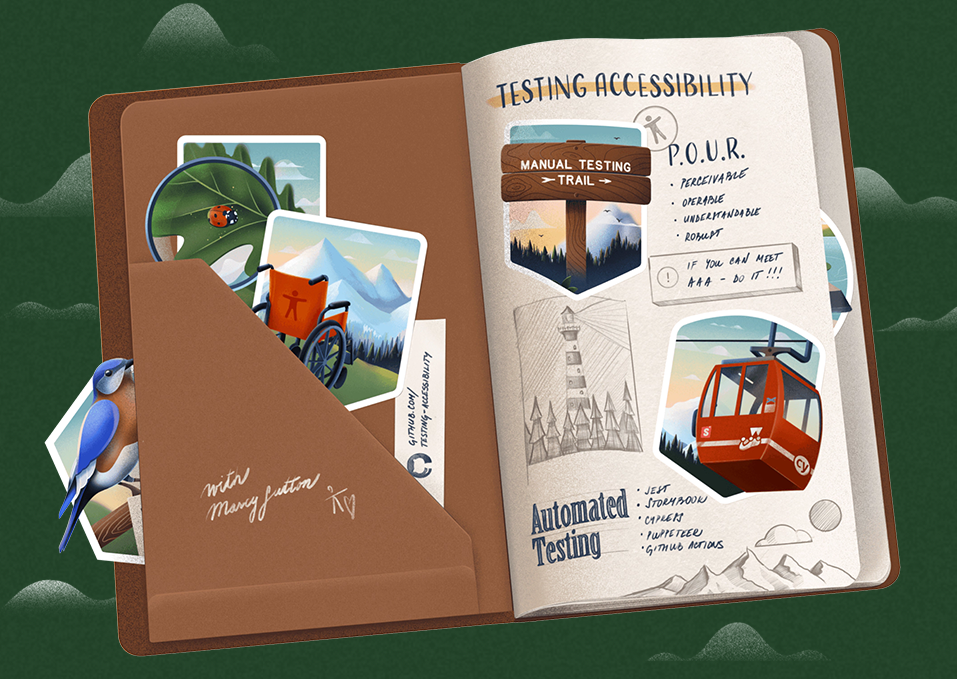 with
Marcy Sutton
GITHUB.COM/
TESTING-ACCESSIBILITY
TESTING ACCESSIBILITY
MANUAL TESTING
TRAIL
P.O.U.R.
• PERCEIVABLE
• OPERABLE
• UNDERSTANDABLE
• ROBUST
! IF YOU CAN MEET
AAA - DO IT !!!
S
cy
Automated
Testing
• JEST
• STORYBOOK
• CYPRESS
• PUPPETEER
• GITHUB ACTIONS